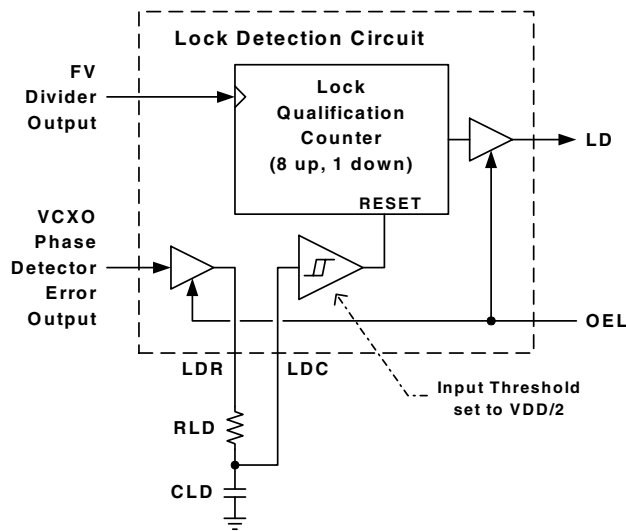 Lock Detection Circuit
FV
Divider
Output
Lock
Qualification
Counter
(8 up, 1 down)
RESET
LD
VCXO
Phase
Detector
Error
Output
OEL
LDR
LDC
Input Threshold
set to VDD/2
RLD
CLD